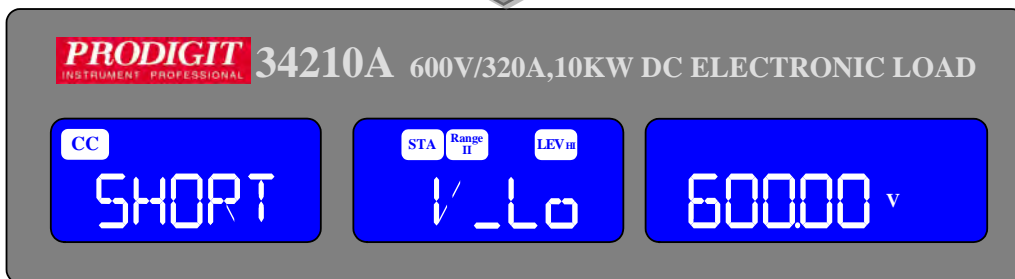 PRODIGIT
INSTRUMENT PROFESSIONAL
34210A 600V/320A,10KW DC ELECTRONIC LOAD
CC
SHORT
STA Range II LEV HI
V_Lo
600.00 V